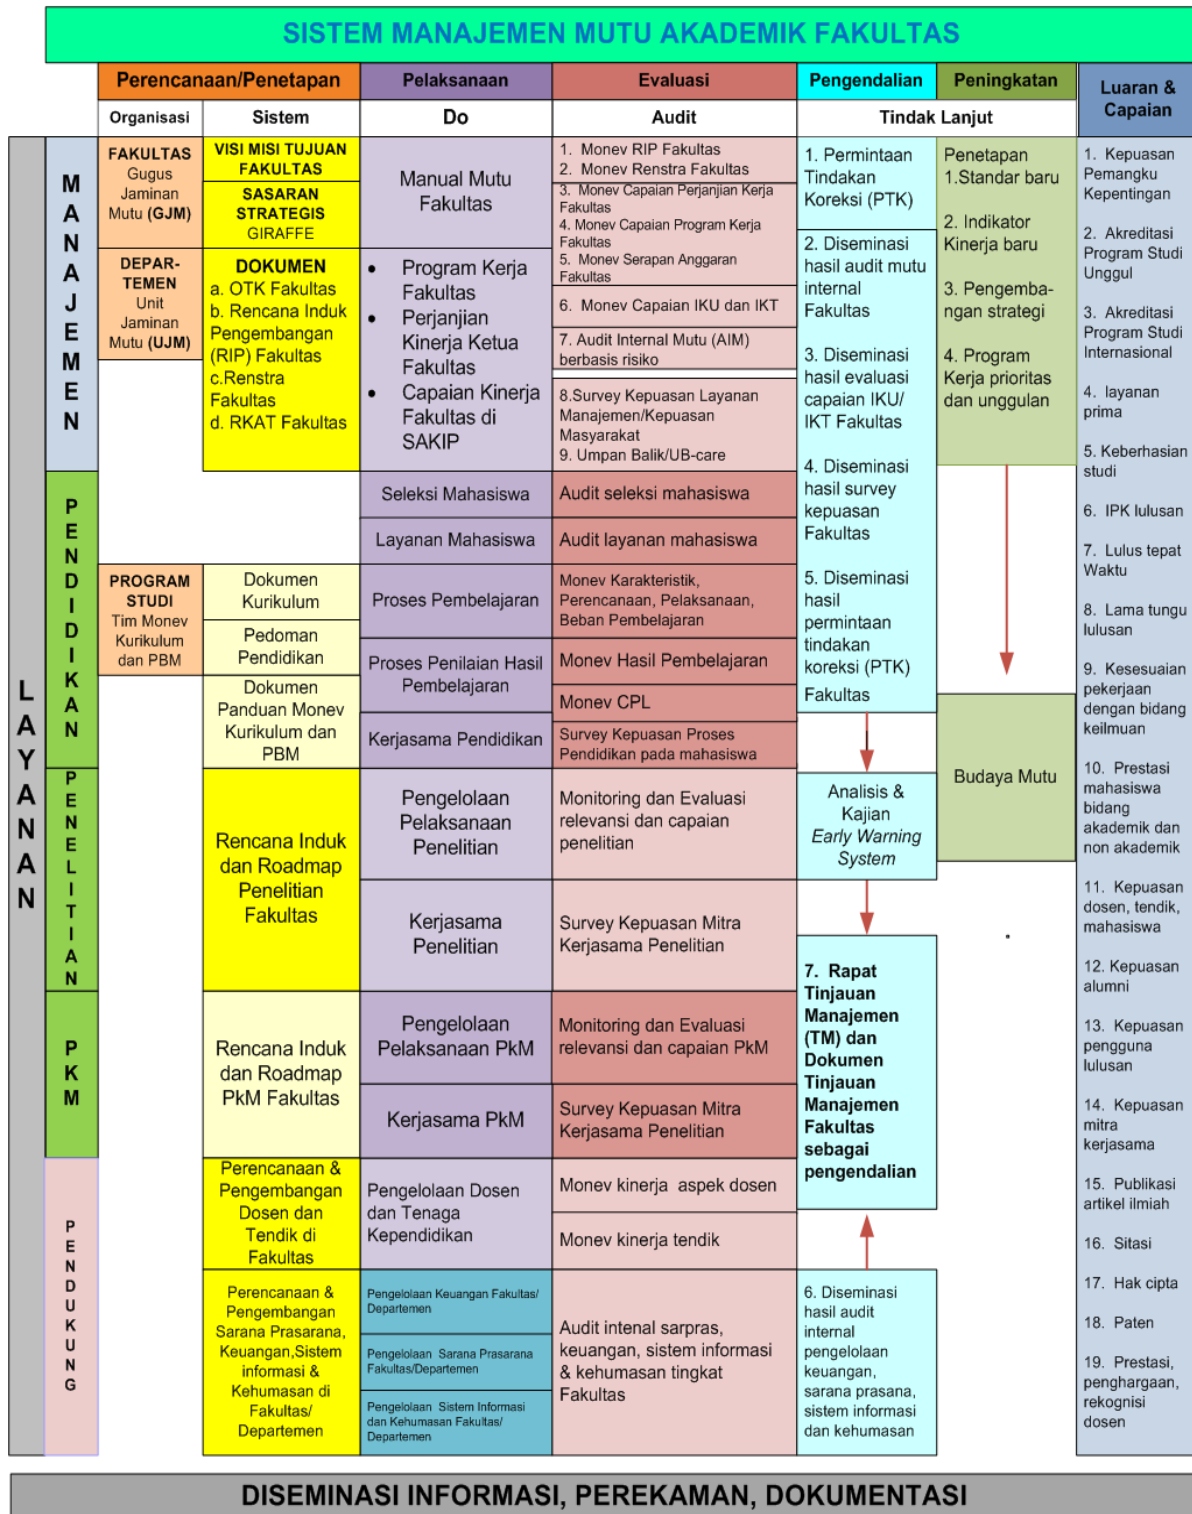 SISTEM MANAJEMEN MUTU AKADEMIK FAKULTAS
Perencanaan/Penetapan
Pelaksanaan
Evaluasi
Pengendalian
Peningkatan
Luaran &
Capaian
Organisasi
Sistem
Do
Audit
Tindak Lanjut
LAYANAN
MANAJEMEN
FAKULTAS
Gugus
Jaminan
Mutu (GJM)
DEPAR-
TEMEN
Unit
Jaminan
Mutu (UJM)
VISI MISI TUJUAN
FAKULTAS
SASARAN
STRATEGIS
GIRAFFE
DOKUMEN
a. OTK Fakultas
b. Rencana Induk
Pengembangan
(RIP) Fakultas
c.Renstra
Fakultas
d. RKAT Fakultas
Manual Mutu
Fakultas
• Program Kerja
Fakultas
• Perjanjian
Kinerja Ketua
Fakultas
• Capaian Kinerja
Fakultas di
SAKIP
1. Monev RIP Fakultas
2. Monev Renstra Fakultas
3. Monev Capaian Perjanjian Kerja
Fakultas
4. Monev Capaian Program Kerja
Fakultas
5. Monev Serapan Anggaran
Fakultas
6. Monev Capaian IKU dan IKT
7. Audit Internal Mutu (AIM)
berbasis risiko
8.Survey Kepuasan Layanan
Manajemen/Kepuasan
Masyarakat
9. Umpan Balik/UB-care
1. Permintaan
Tindakan
Koreksi (PTK)
2. Diseminasi
hasil audit mutu
internal
Fakultas
3. Diseminasi
hasil evaluasi
capaian IKU/
IKT Fakultas
4. Diseminasi
hasil survey
kepuasan
Fakultas
5. Diseminasi
hasil
permintaan
tindakan
koreksi (PTK)
Fakultas
Penetapan
1.Standar baru
2. Indikator
Kinerja baru
3. Pengemba-
ngan strategi
4. Program
Kerja prioritas
dan unggulan
PENDIDIKAN
PROGRAM
STUDI
Tim Monev
Kurikulum
dan PBM
Dokumen
Kurikulum
Pedoman
Pendidikan
Dokumen
Panduan Monev
Kurikulum dan
PBM
Seleksi Mahasiswa
Layanan Mahasiswa
Proses Pembelajaran
Proses Penilaian Hasil
Pembelajaran
Kerjasama Pendidikan
Audit seleksi mahasiswa
Audit layanan mahasiswa
Monev Karakteristik,
Perencanaan, Pelaksanaan,
Beban Pembelajaran
Monev Hasil Pembelajaran
Monev CPL
Survey Kepuasan Proses
Pendidikan pada mahasiswa
PENELITIAN
Rencana Induk
dan Roadmap
Penelitian
Fakultas
Pengelolaan
Pelaksanaan
Penelitian
Kerjasama
Penelitian
Monitoring dan Evaluasi
relevansi dan capaian
penelitian
Survey Kepuasan Mitra
Kerjasama Penelitian
Analisis &
Kajian
Early Warning
System
Budaya Mutu
PKM
Rencana Induk
dan Roadmap
PkM Fakultas
Pengelolaan
Pelaksanaan PkM
Kerjasama PkM
Monitoring dan Evaluasi
relevansi dan capaian PkM
Survey Kepuasan Mitra
Kerjasama Penelitian
7. Rapat
Tinjauan
Manajemen
(TM) dan
Dokumen
Tinjauan
Manajemen
Fakultas
sebagai
pengendalian
PENDUKUNG
Perencanaan &
Pengembangan
Dosen dan
Tendik di
Fakultas
Perencanaan &
Pengembangan
Sarana Prasarana,
Keuangan,Sistem
informasi &
Kehumasan di
Fakultas/
Departemen
Pengelolaan Dosen
dan Tenaga
Kependidikan
Pengelolaan Keuangan Fakultas/
Departemen
Pengelolaan Sarana Prasarana
Fakultas/Departemen
Pengelolaan Sistem Informasi
dan Kehumasan Fakultas/
Departemen
Monev kinerja aspek dosen
Monev kinerja tendik
Audit intenal sarpras,
keuangan, sistem informasi
& kehumasan tingkat
Fakultas
6. Diseminasi
hasil audit
internal
pengelolaan
keuangan,
sarana prasana,
sistem informasi
dan kehumasan
1. Kepuasan
Pemangku
Kepentingan
2. Akreditasi
Program Studi
Unggul
3. Akreditasi
Program Studi
Internasional
4. layanan
prima
5. Keberhasian
studi
6. IPK lulusan
7. Lulus tepat
Waktu
8. Lama tungu
lulusan
9. Kesesuaian
pekerjaan
dengan bidang
keilmuan
10. Prestasi
mahasiswa
bidang
akademik dan
non akademik
11. Kepuasan
dosen, tendik,
mahasiswa
12. Kepuasan
alumni
13. Kepuasan
pengguna
lulusan
14. Kepuasan
mitra
kerjasama
15. Publikasi
artikel ilmiah
16. Sitasi
17. Hak cipta
18. Paten
19. Prestasi,
penghargaan,
rekognisi
dosen
DISEMINASI INFORMASI, PEREKAMAN, DOKUMENTASI